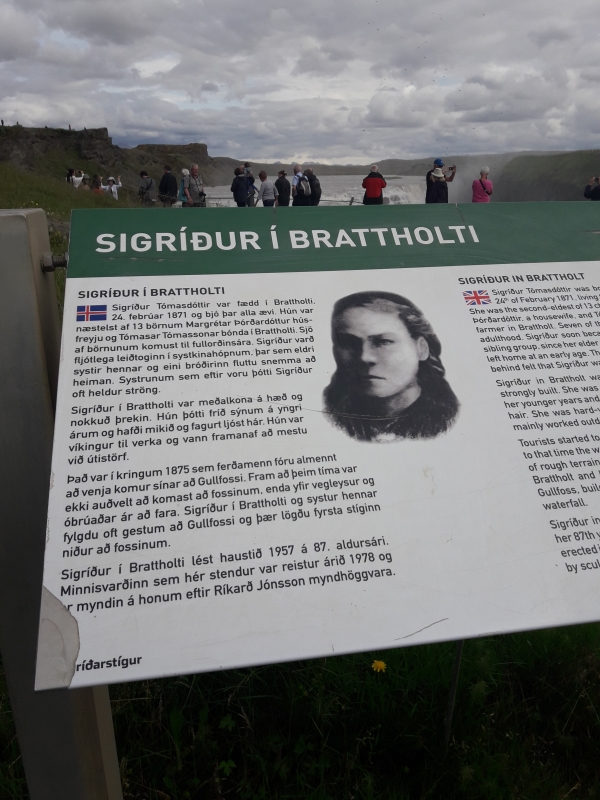 SIGRÍÐUR Í BRATTHOLTI
SIGRÍÐUR Í BRATTHOLTI
Sigríður Tómasdóttir var fædd í Brattholti,
24. febrúar 1871 og bjó þar alla ævi. Hún var
næstelst af 13 börnum Margrétar Þórðardóttur hús-
freyju og Tómasar Tómassonar bónda í Brattholti. Sjö
af börnunum komust til fullorðinsára. Sigríður varð
fljótlega leiðtoginn í systkinahópnum, þar sem eldri
systir hennar og eini bróðirinn fluttu snemma að
heiman. Systrunum sem eftir voru þótti Sigríður
oft heldur ströng.
Sigríður í Brattholti var meðalkona á hæð og
nokkuð þrekin. Hún þótti fríð sýnum á yngri
árum og hafði mikið og fagurt ljóst hár. Hún var
víkingur til verka og vann framanaf að mestu
við útistörf.
Það var í kringum 1875 sem ferðamenn fóru almennt
að venja komur sínar að Gullfossi. Fram að þeim tíma var
ekki auðvelt að komast að fossinum, enda yfir vegleysur og
óbrúaðar ár að fara. Sigríður í Brattholti og systur hennar
fylgdu oft gestum að Gullfossi og þær lögðu fyrsta stíginn
niður að fossinum.
Sigríður í Brattholti lést haustið 1957 á 87. aldursári.
Minnisvarðinn sem hér stendur var reistur árið 1978 og
er myndin á honum eftir Ríkarð Jónsson myndhöggvara.
ríðarstígur
SIGRÍÐUR IN BRATTHOLT
Sigríður Tómasdóttir was bo
24th of February 1871, living
She was the second-eldest of 13 c
Þórðardóttir, a housewife, and Tó
farmer in Brattholt. Seven of th
adulthood. Sigríður soon beca
sibling group, since her elder
left home at an early age. Th
behind felt that Sigríður wa
Sigríður in Brattholt wa
strongly built. She was
her younger years and
hair. She was hard-w
mainly worked outd
Tourists started to
to that time the w
of rough terrain
Brattholt and
Gullfoss, buil
waterfall.
Sigríður in
her 87th y
erected
by scul